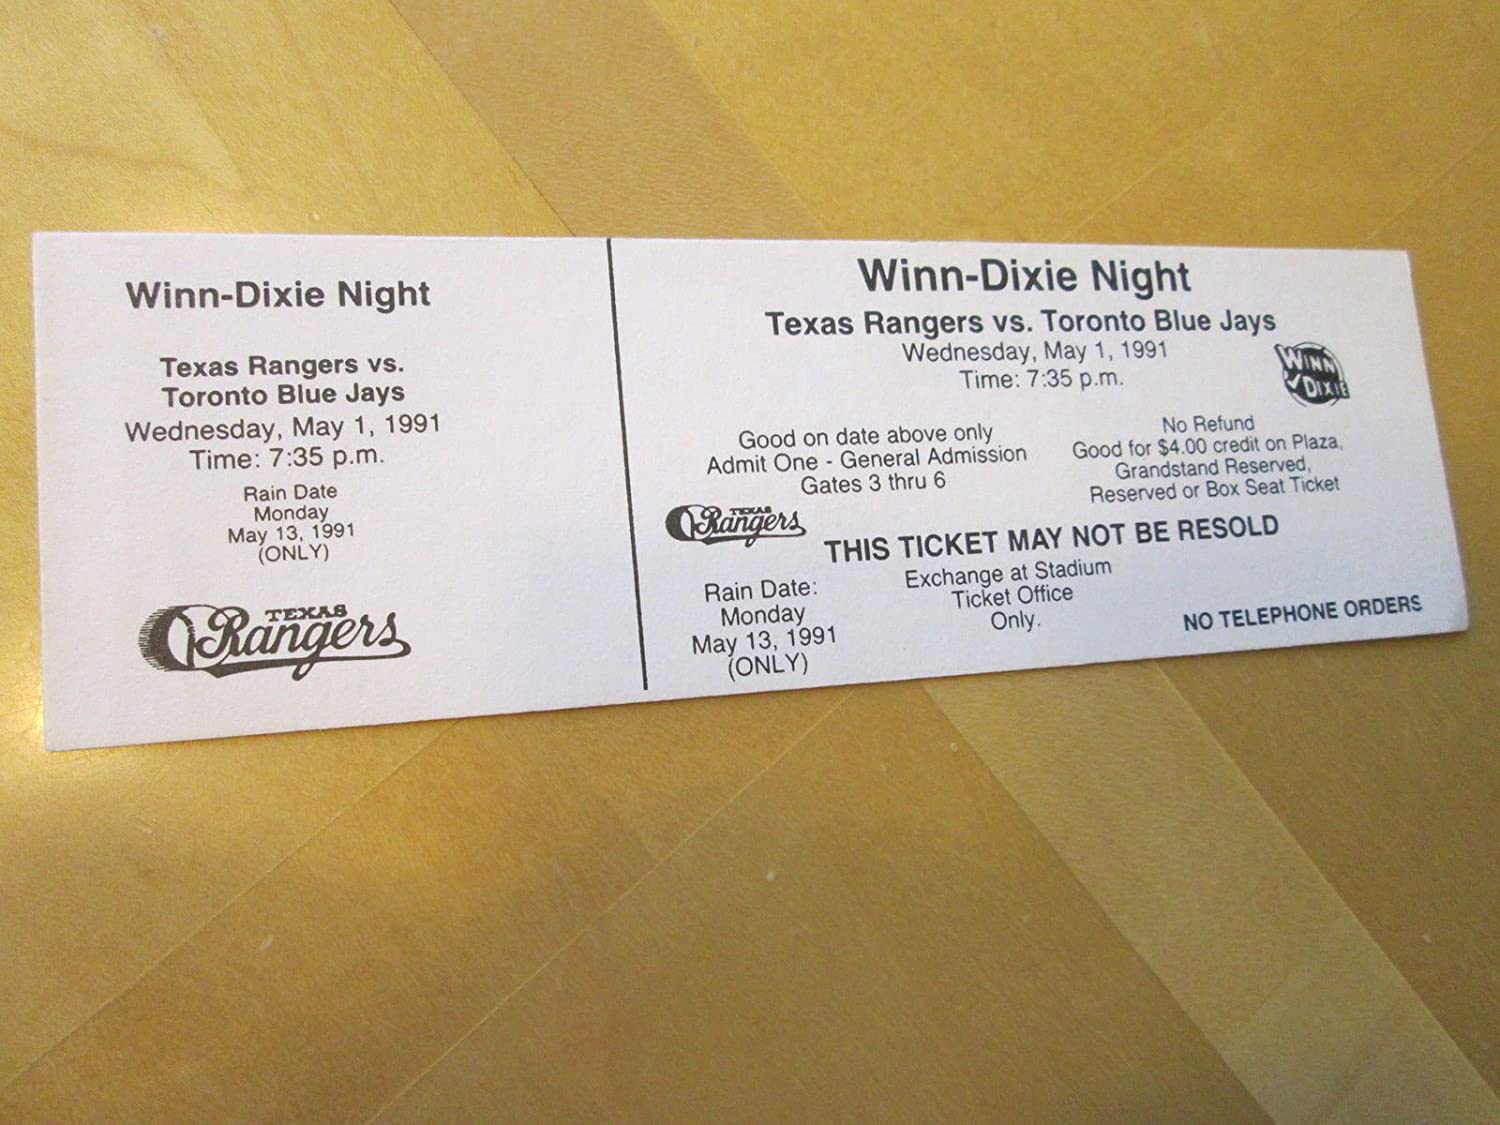 Winn-Dixie Night
Texas Rangers vs.
Toronto Blue Jays
Wednesday, May 1, 1991
Time: 7:35 p.m.
Rain Date
Monday
May 13, 1991
(ONLY)
TEXAS
Rangers
Winn-Dixie Night
Texas Rangers vs. Toronto Blue Jays
Wednesday, May 1, 1991
Time: 7:35 p.m.
WINN
DIXIE
Good on date above only
Admit One - General Admission
Gates 3 thru 6
No Refund
Good for $4.00 credit on Plaza,
Grandstand Reserved,
Reserved or Box Seat Ticket
TEXAS
Rangers
THIS TICKET MAY NOT BE RESOLD
Rain Date:
Monday
May 13, 1991
(ONLY)
Exchange at Stadium
Ticket Office
Only.
NO TELEPHONE ORDERS